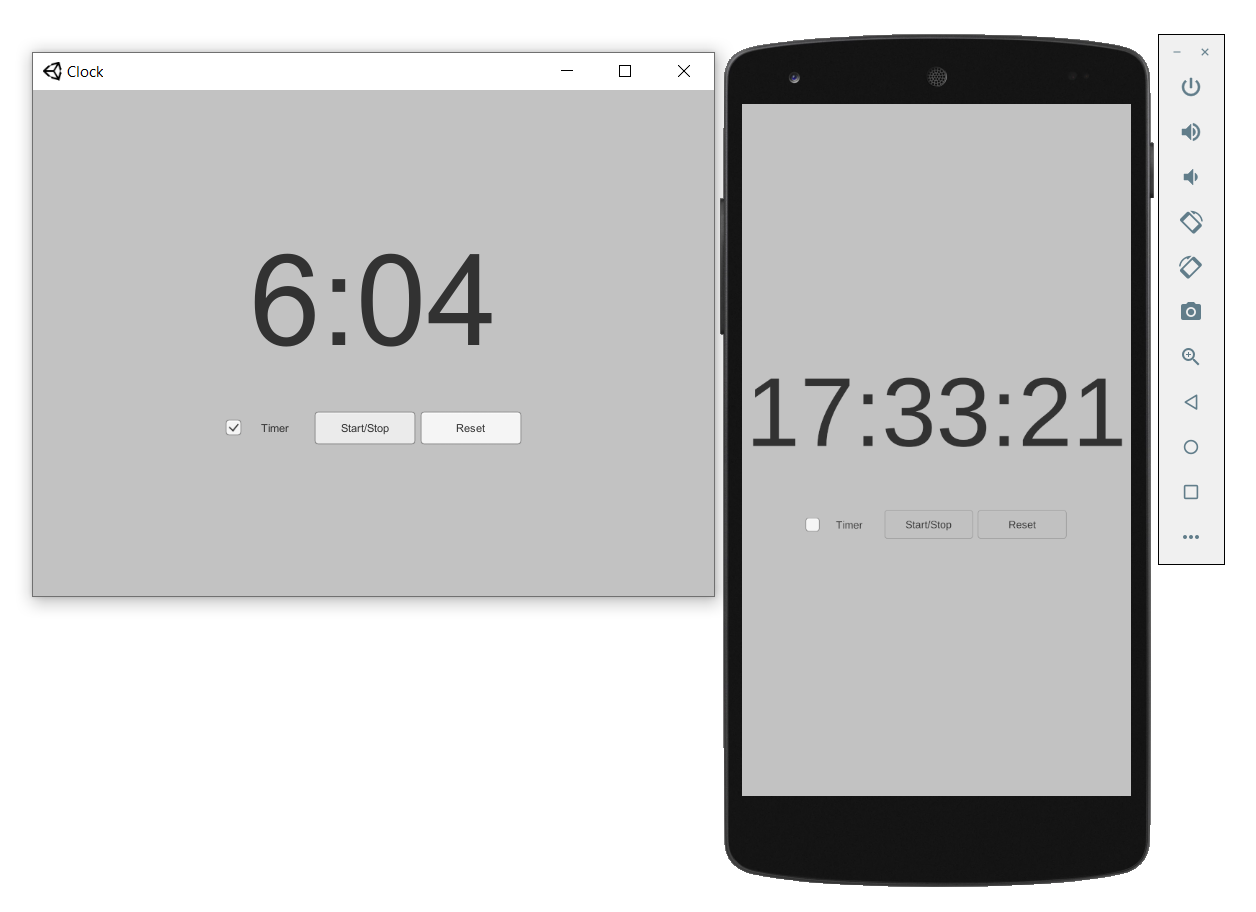 Clock
6:04
Timer Start/Stop Reset
17:33:21
Timer Start/Stop Reset